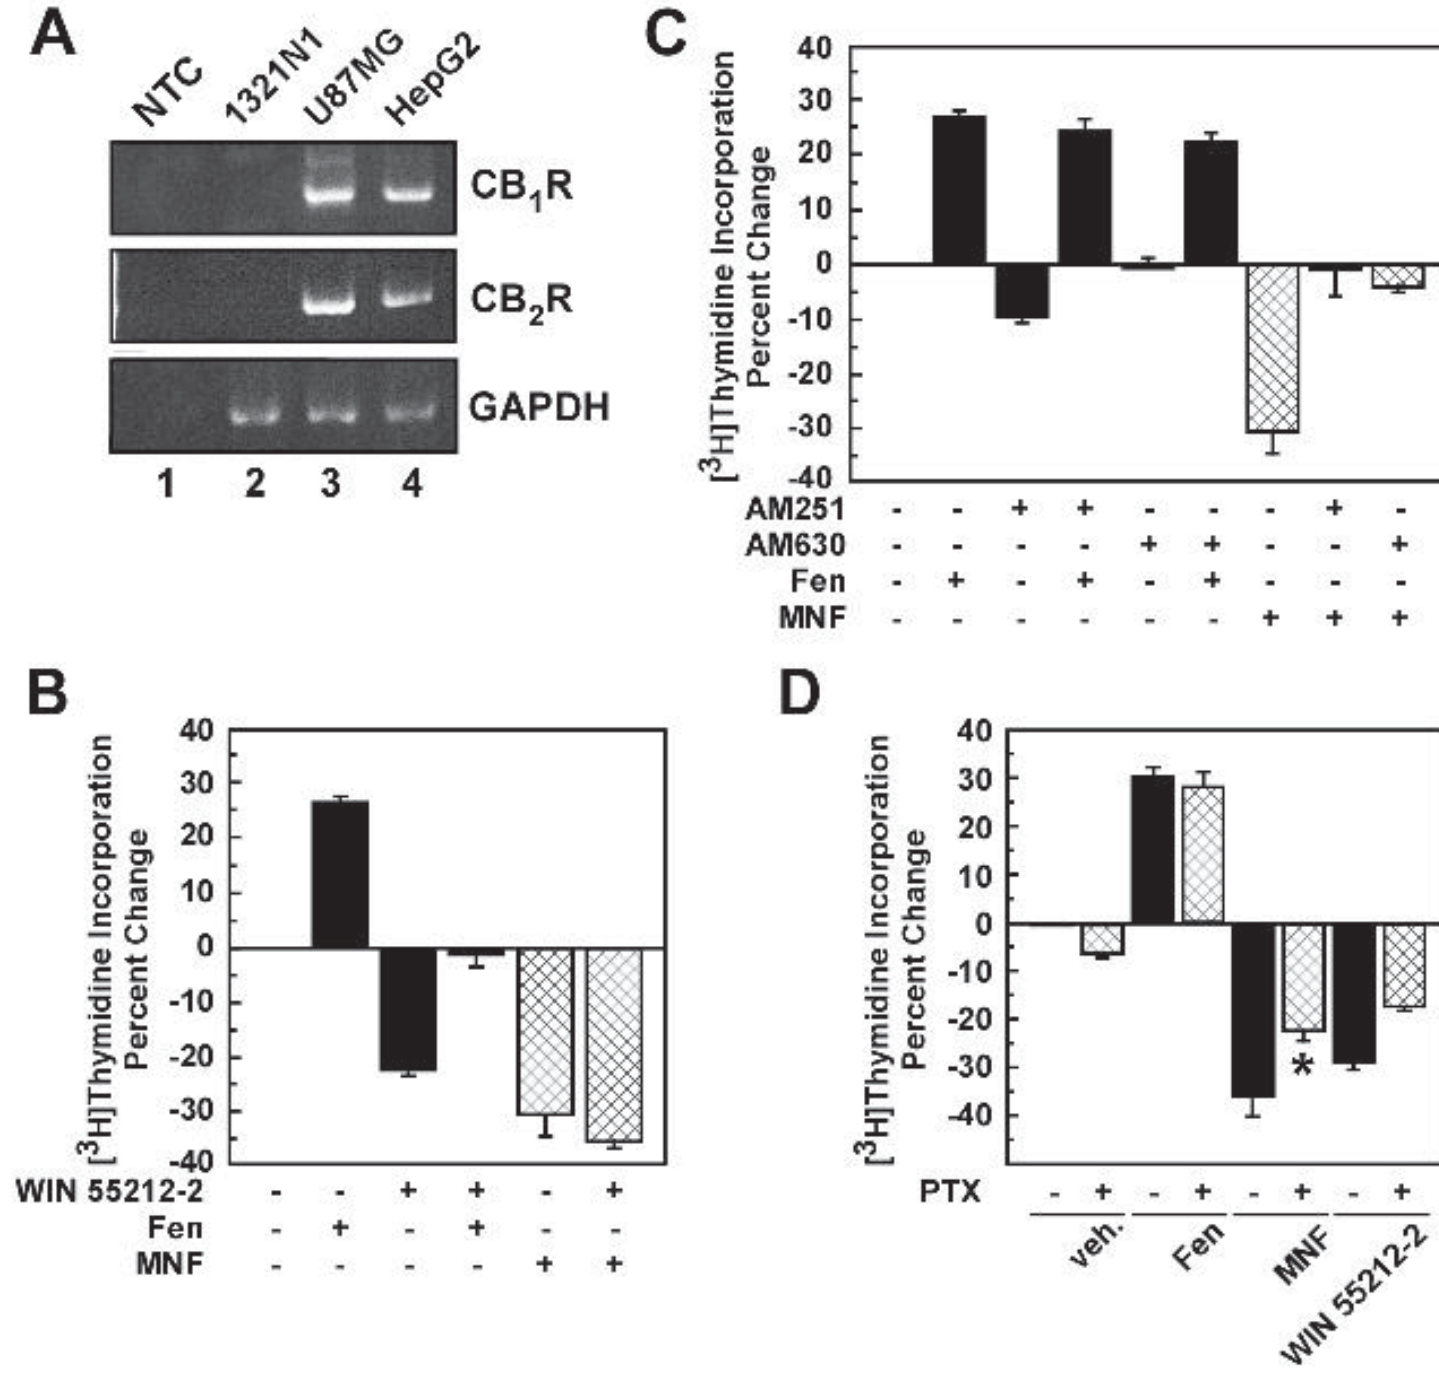 A
NTC 1321N1 U87MG HepG2
CB1R
CB2R
GAPDH
1 2 3 4
C
[3H]Thymidine Incorporation
Percent Change
40
30
20
10
0
-10
-20
-30
-40
AM251 - - + + - - - + -
AM630 - - - - + + - - +
Fen - + - + - + - - -
MNF - - - - - - + + +
B
[3H]Thymidine Incorporation
Percent Change
40
30
20
10
0
-10
-20
-30
-40
WIN 55212-2 - - + + - +
Fen - + - + - -
MNF - - - - + +
D
[3H]Thymidine Incorporation
Percent Change
40
30
20
10
0
-10
-20
-30
-40
*
PTX - + - + - + - +
veh. Fen MNF WIN 55212-2